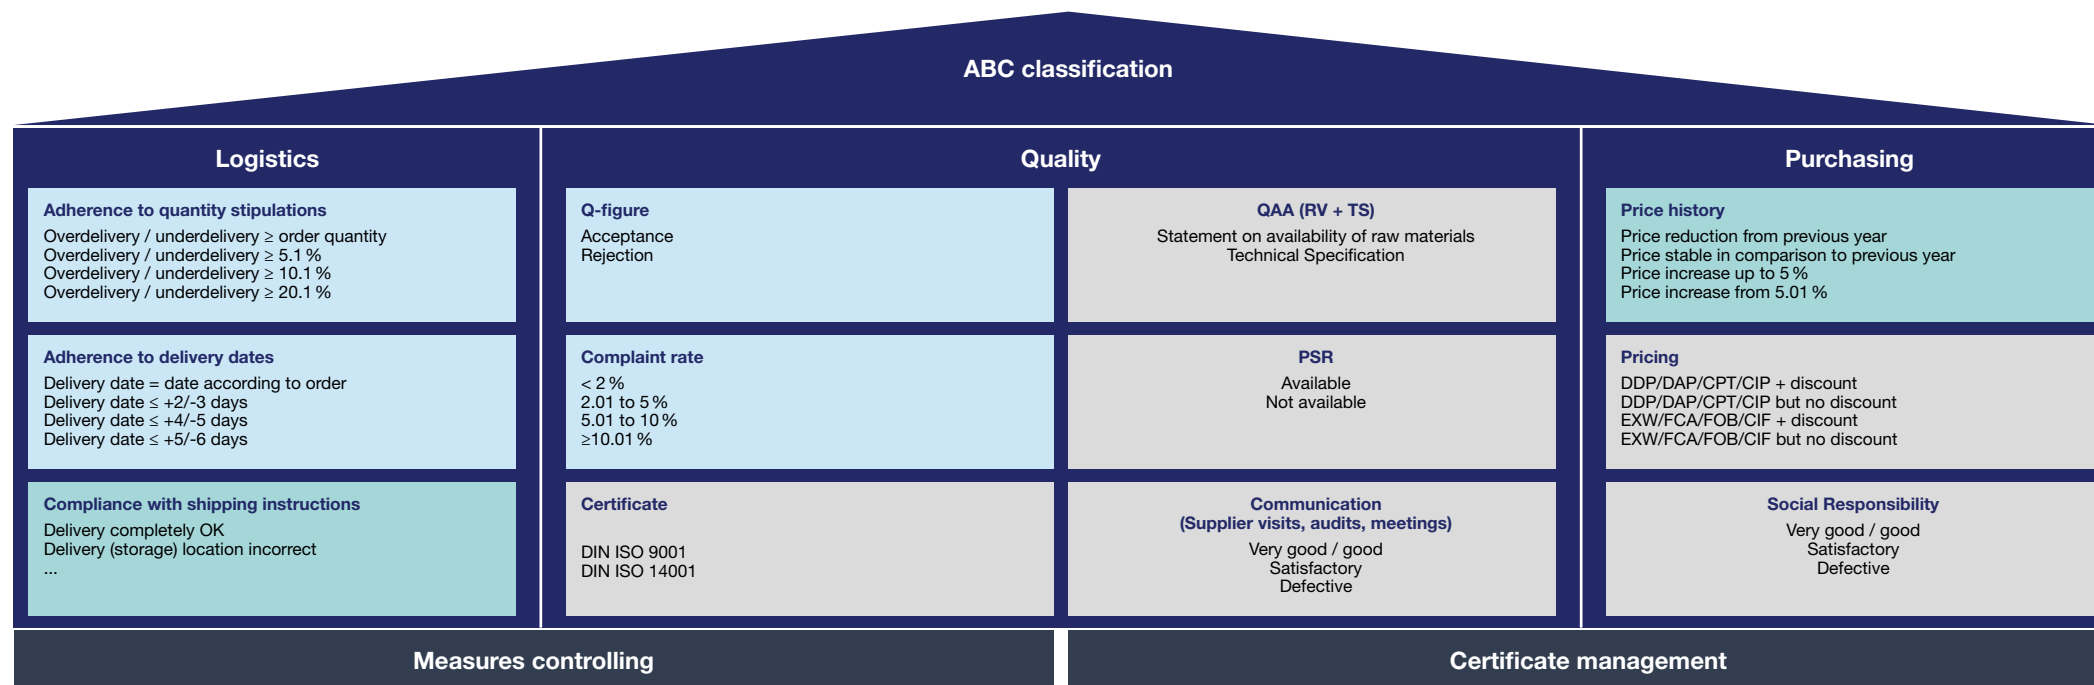 ABC classification
Logistics
Adherence to quantity stipulations
Overdelivery / underdelivery ≥ order quantity
Overdelivery / underdelivery ≥ 5.1 %
Overdelivery / underdelivery ≥ 10.1 %
Overdelivery / underdelivery ≥ 20.1 %
Adherence to delivery dates
Delivery date = date according to order
Delivery date ≤ +2/-3 days
Delivery date ≤ +4/-5 days
Delivery date ≤ +5/-6 days
Compliance with shipping instructions
Delivery completely OK
Delivery (storage) location incorrect
...
Quality
Q-figure
Acceptance
Rejection
Complaint rate
< 2 %
2.01 to 5 %
5.01 to 10 %
≥10.01 %
Certificate
DIN ISO 9001
DIN ISO 14001
QAA (RV + TS)
Statement on availability of raw materials
Technical Specification
PSR
Available
Not available
Communication
(Supplier visits, audits, meetings)
Very good / good
Satisfactory
Defective
Purchasing
Price history
Price reduction from previous year
Price stable in comparison to previous year
Price increase up to 5 %
Price increase from 5.01 %
Pricing
DDP/DAP/CPT/CIP + discount
DDP/DAP/CPT/CIP but no discount
EXW/FCA/FOB/CIF + discount
EXW/FCA/FOB/CIF but no discount
Social Responsibility
Very good / good
Satisfactory
Defective
Measures controlling
Certificate management